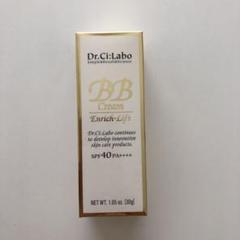 Dr.Ci:Labo
BB
Cream
Enrich-Lift
Dr.Ci:Labo continues
to develop innovative
skin care products.
SPF40 PA++++
NET WT. 1.05 oz. (30g)